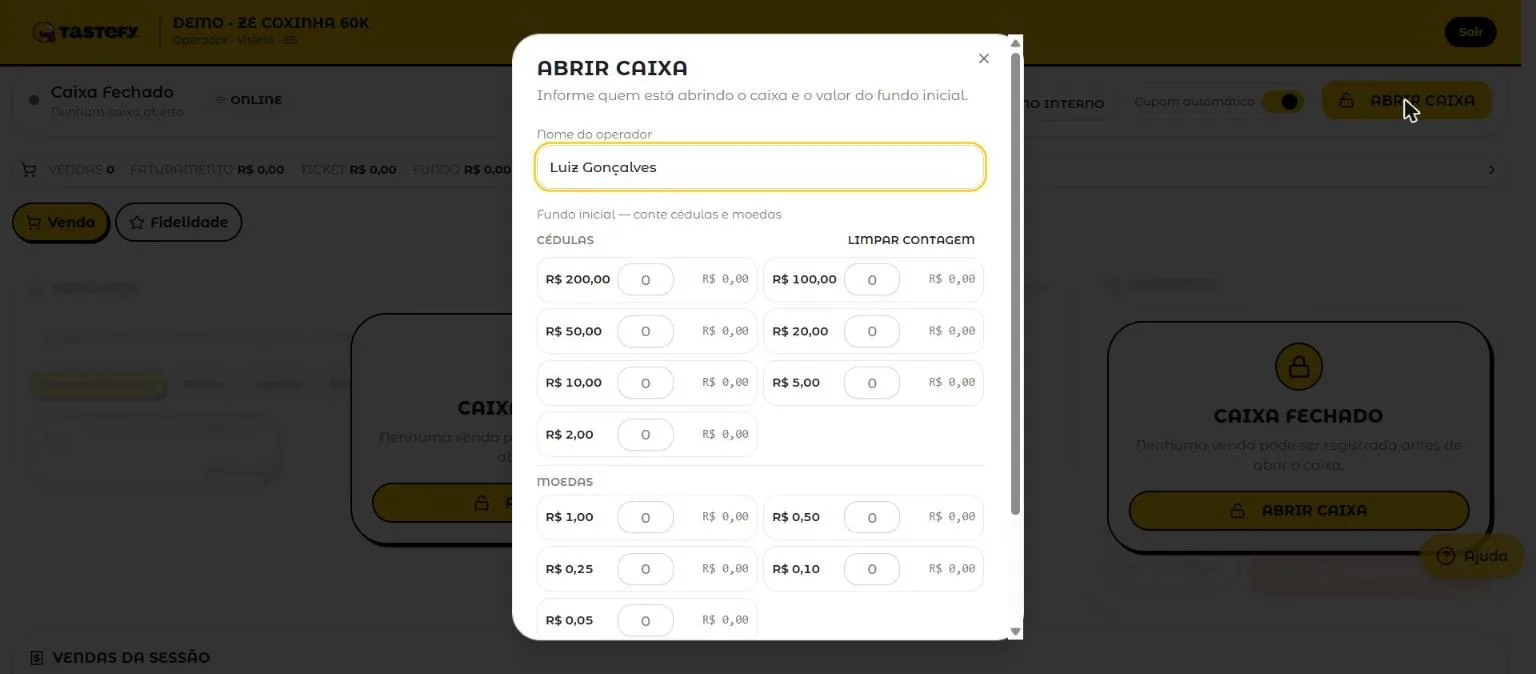 TASTEFY
DEMO · ZÉ COXINHA 60K
Operador · Vitória - ES
Sair
Caixa Fechado
Nenhum caixa aberto
ONLINE
NO INTERNO
Cupom automático
ABRIR CAIXA
VENDAS 0 FATURAMENTO R$ 0,00 TICKET R$ 0,00 FUNDO R$ 0,00
Venda
Fidelidade
ABRIR CAIXA
Informe quem está abrindo o caixa e o valor do fundo inicial.
Nome do operador
Luiz Gonçalves
Fundo inicial — conte cédulas e moedas
CÉDULAS LIMPAR CONTAGEM
R$ 200,00 0 R$ 0,00 R$ 100,00 0 R$ 0,00
R$ 50,00 0 R$ 0,00 R$ 20,00 0 R$ 0,00
R$ 10,00 0 R$ 0,00 R$ 5,00 0 R$ 0,00
R$ 2,00 0 R$ 0,00
MOEDAS
R$ 1,00 0 R$ 0,00 R$ 0,50 0 R$ 0,00
R$ 0,25 0 R$ 0,00 R$ 0,10 0 R$ 0,00
R$ 0,05 0 R$ 0,00
Nenhuma venda p
CAIXA FECHADO
Nenhuma venda pode ser registrada antes de
abrir o caixa.
ABRIR CAIXA
Ajuda
VENDAS DA SESSÃO